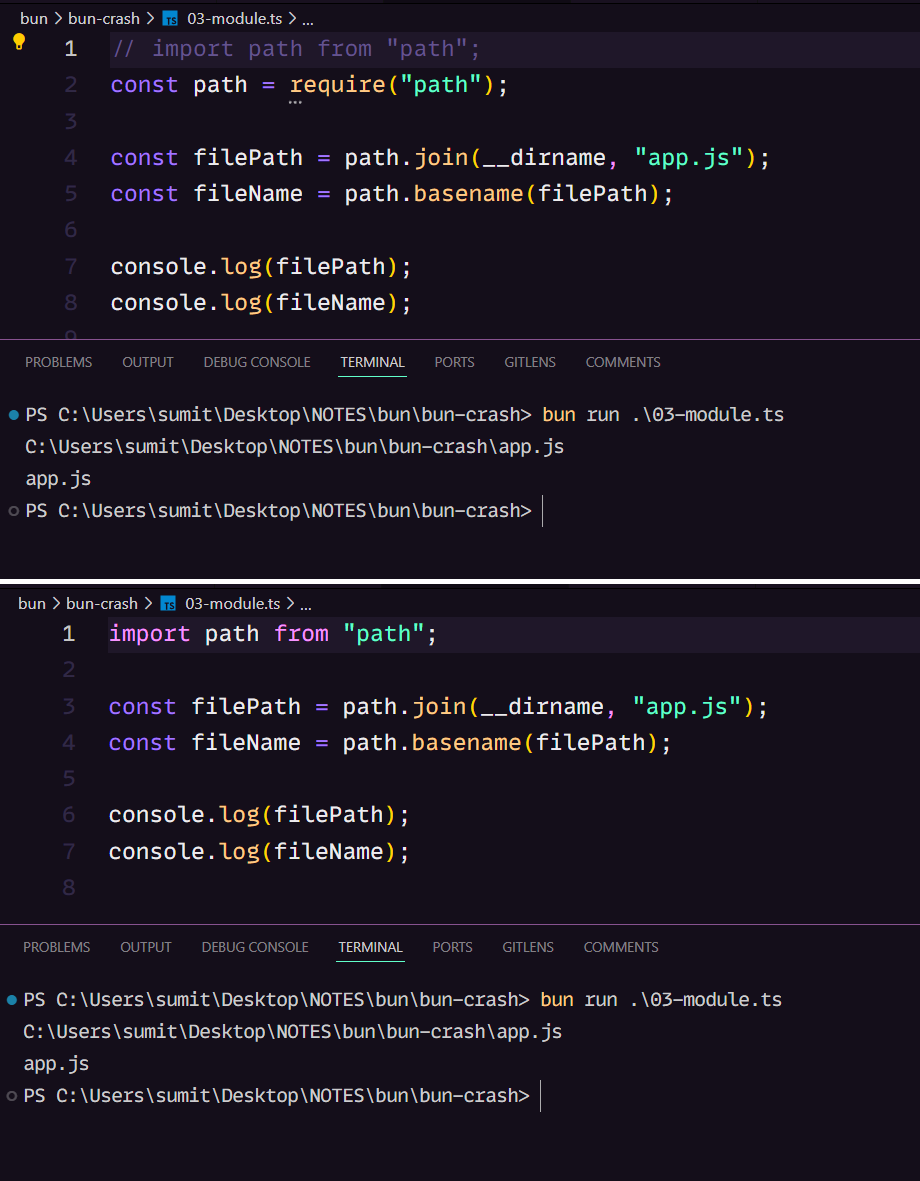 bun > bun-crash > TS 03-module.ts > ...
1 // import path from "path";
2 const path = require("path");
3
4 const filePath = path.join(__dirname, "app.js");
5 const fileName = path.basename(filePath);
6
7 console.log(filePath);
8 console.log(fileName);
9
PROBLEMS OUTPUT DEBUG CONSOLE TERMINAL PORTS GITLENS COMMENTS
PS C:\Users\sumit\Desktop\NOTES\bun\bun-crash> bun run .\03-module.ts
C:\Users\sumit\Desktop\NOTES\bun\bun-crash\app.js
app.js
PS C:\Users\sumit\Desktop\NOTES\bun\bun-crash>
bun > bun-crash > TS 03-module.ts > ...
1 import path from "path";
2
3 const filePath = path.join(__dirname, "app.js");
4 const fileName = path.basename(filePath);
5
6 console.log(filePath);
7 console.log(fileName);
8
PROBLEMS OUTPUT DEBUG CONSOLE TERMINAL PORTS GITLENS COMMENTS
PS C:\Users\sumit\Desktop\NOTES\bun\bun-crash> bun run .\03-module.ts
C:\Users\sumit\Desktop\NOTES\bun\bun-crash\app.js
app.js
PS C:\Users\sumit\Desktop\NOTES\bun\bun-crash>